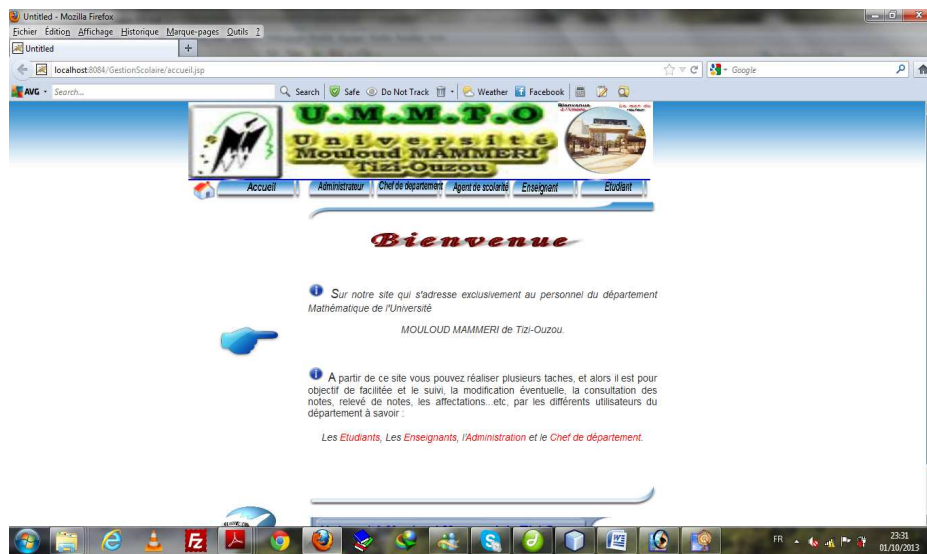 Untitled - Mozilla Firefox
Fichier Édition Affichage Historique Marque-pages Outils ?
Untitled
+
localhost:8084/GestionScolaire/accueil.jsp
Google
AVG Search...
Search Safe Do Not Track Weather Facebook
U.M.M.T.O
Bienvenue
Université
Mouloud MAMMERI
Tizi-Ouzou
Accueil Administrateur Chef de departement Agent de scolarité Enseignant Etudiant
Bienvenue
Sur notre site qui s'adresse exclusivement au personnel du département
Mathématique de l'Université
MOULOUD MAMMERI de Tizi-Ouzou.
A partir de ce site vous pouvez réaliser plusieurs taches, et alors il est pour
objectif de facilitée et le suivi, la modification éventuelle, la consultation des
notes, relevé de notes, les affectations...etc, par les différents utilisateurs du
département à savoir :
Les Etudiants, Les Enseignants, l'Administration et le Chef de département.
FR
23:31
01/10/2013